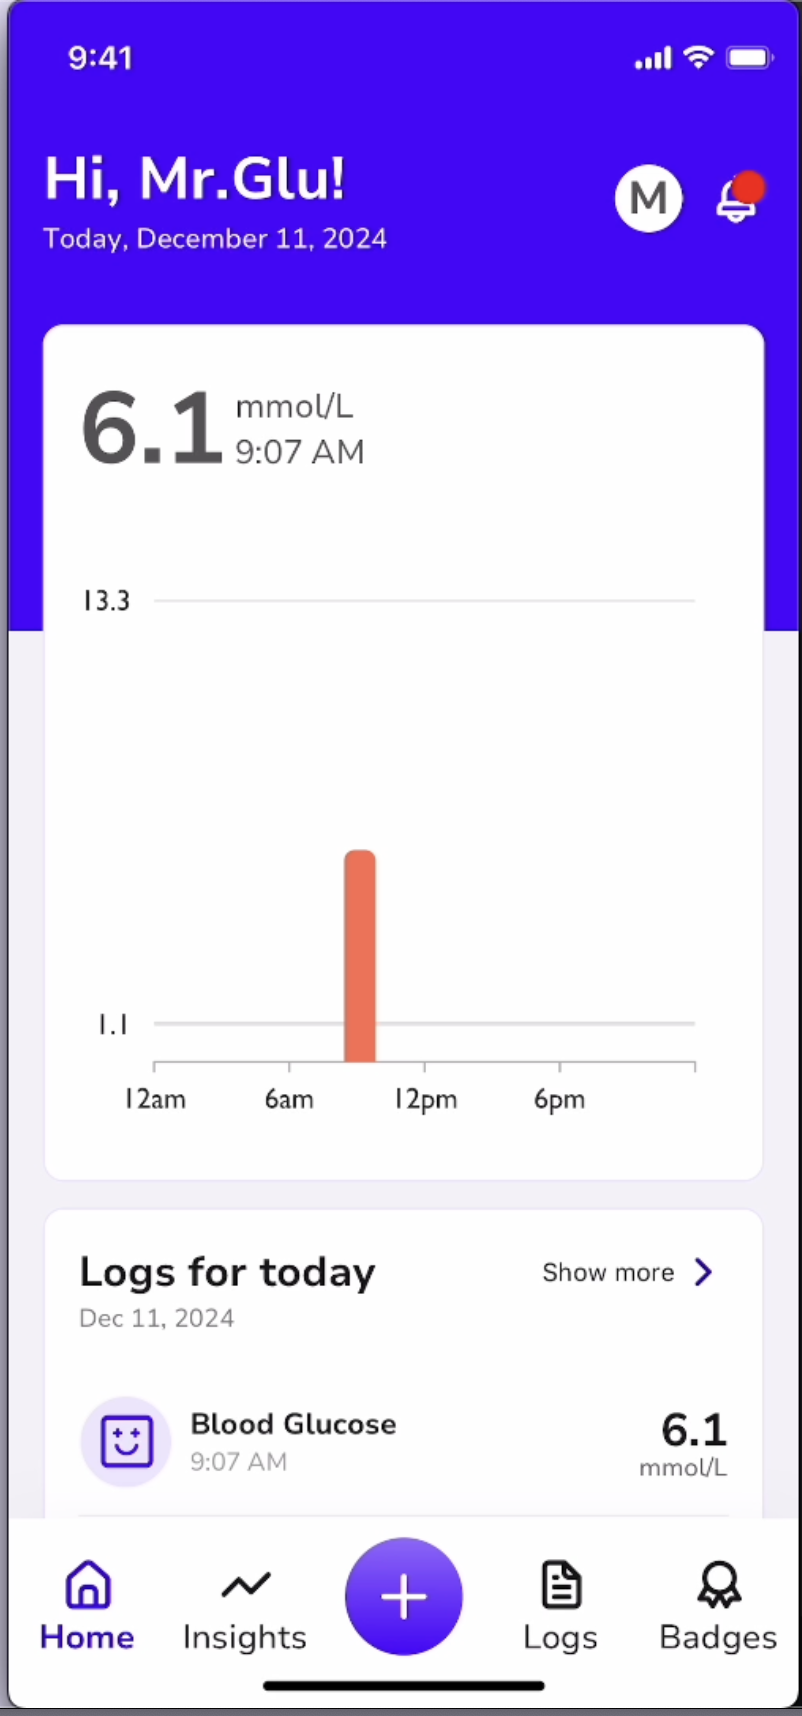 9:41
Hi, Mr.Glu!
Today, December 11, 2024
M
6.1
mmol/L
9:07 AM
13.3
1.1
12am 6am 12pm 6pm
Logs for today
Show more
Dec 11, 2024
Blood Glucose
9:07 AM
6.1
mmol/L
Home Insights Logs Badges